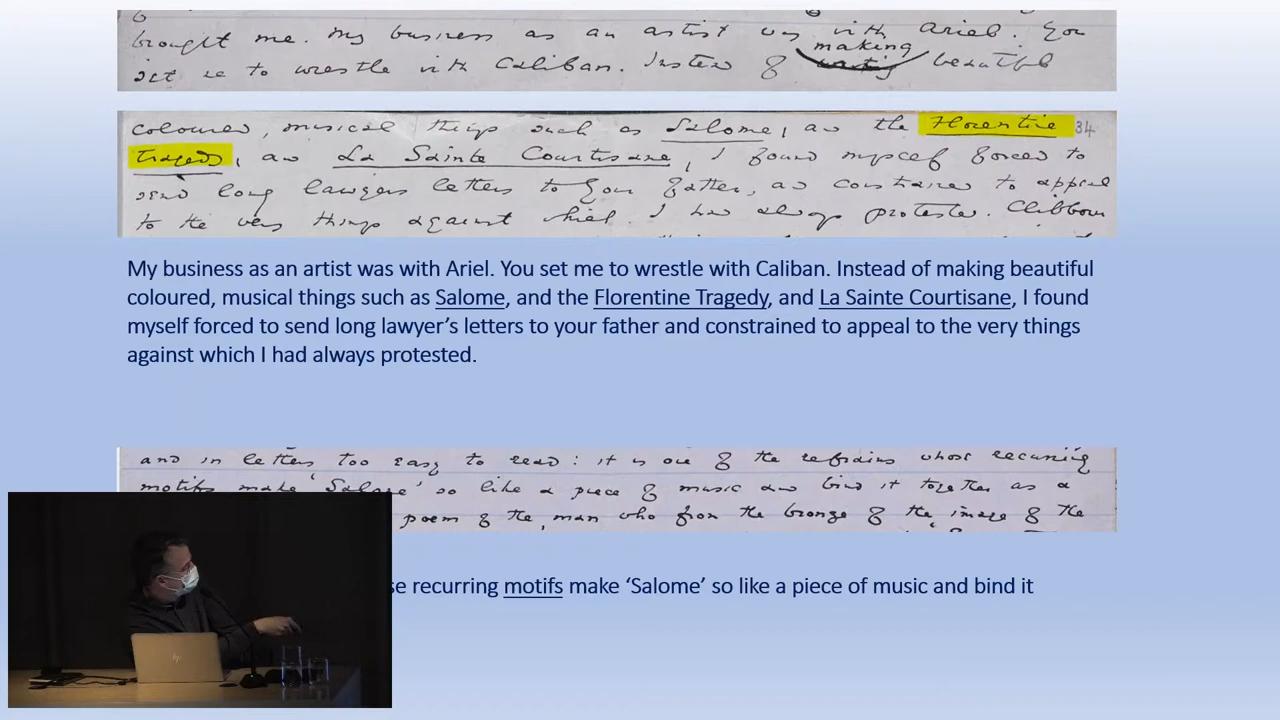 brought me. My business as an artist was with Ariel. You
set me to wrestle with Caliban. Instead of making beautiful
coloured, musical things such as Salome, and the Florentine 34
Tragedy, and La Sainte Courtisane, I found myself forced to
send long lawyers letters to your father, and constrained to appeal
to the very things against which I had always protested. Clibborn
My business as an artist was with Ariel. You set me to wrestle with Caliban. Instead of making beautiful
coloured, musical things such as Salome, and the Florentine Tragedy, and La Sainte Courtisane, I found
myself forced to send long lawyer’s letters to your father and constrained to appeal to the very things
against which I had always protested.
and in letters too easy to read: it is one of the refrains whose recurring
motifs make ‘Salome’ so like a piece of music and bind it together as a
poem of the man who from the bronze of the image of the
se recurring motifs make ‘Salome’ so like a piece of music and bind it
hp